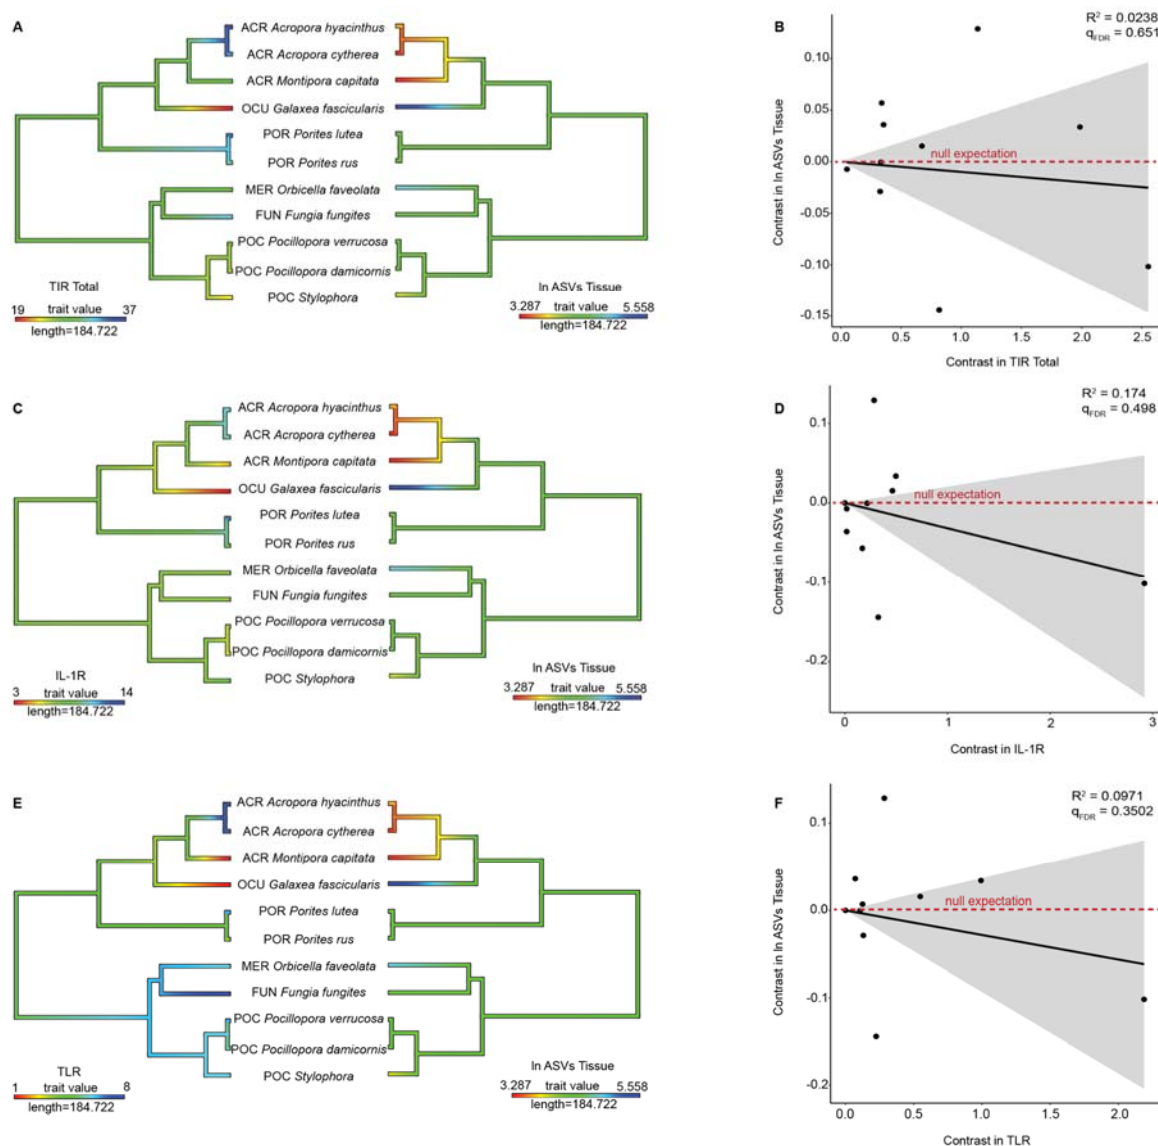 A
ACR Acropora hyacinthus
ACR Acropora cytherea
ACR Montipora capitata
OCU Galaxea fascicularis
POR Porites lutea
POR Porites rus
MER Orbicella faveolata
FUN Fungia fungites
POC Pocillopora verrucosa
POC Pocillopora damicornis
POC Stylophora
TIR Total
19 trait value 37
length=184.722
ln ASVs Tissue
3.287 trait value 5.558
length=184.722
B
R² = 0.0238
qFDR = 0.651
Contrast in ln ASVs Tissue
0.10
0.05
0.00
-0.05
-0.10
-0.15
null expectation
0.0 0.5 1.0 1.5 2.0 2.5
Contrast in TIR Total
C
ACR Acropora hyacinthus
ACR Acropora cytherea
ACR Montipora capitata
OCU Galaxea fascicularis
POR Porites lutea
POR Porites rus
MER Orbicella faveolata
FUN Fungia fungites
POC Pocillopora verrucosa
POC Pocillopora damicornis
POC Stylophora
IL-1R
3 trait value 14
length=184.722
ln ASVs Tissue
3.287 trait value 5.558
length=184.722
D
R² = 0.174
qFDR = 0.498
Contrast in ln ASVs Tissue
0.1
0.0
-0.1
-0.2
null expectation
0 1 2 3
Contrast in IL-1R
E
ACR Acropora hyacinthus
ACR Acropora cytherea
ACR Montipora capitata
OCU Galaxea fascicularis
POR Porites lutea
POR Porites rus
MER Orbicella faveolata
FUN Fungia fungites
POC Pocillopora verrucosa
POC Pocillopora damicornis
POC Stylophora
TLR
1 trait value 8
length=184.722
ln ASVs Tissue
3.287 trait value 5.558
length=184.722
F
R² = 0.0971
qFDR = 0.3502
Contrast in ln ASVs Tissue
0.1
0.0
-0.1
-0.2
null expectation
0.0 0.5 1.0 1.5 2.0
Contrast in TLR